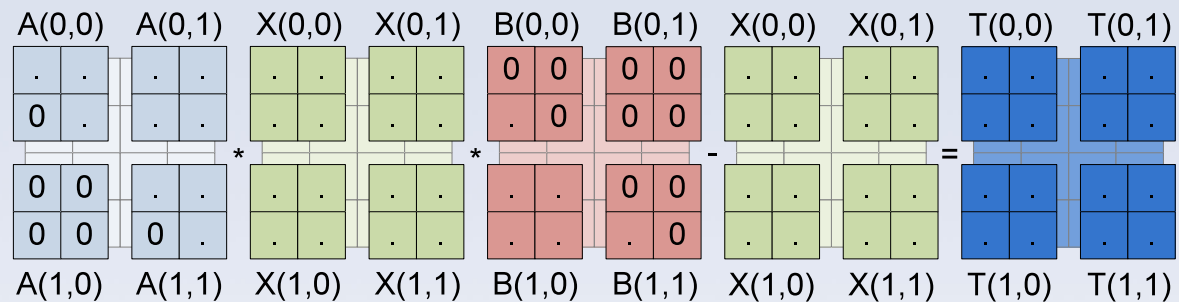 A(0,0) A(0,1) X(0,0) X(0,1) B(0,0) B(0,1) X(0,0) X(0,1) T(0,0) T(0,1)
. . . . . . . . 0 0 0 0 . . . . . . . .
0 . . . . . . . . 0 0 0 . . . . . . . .
* * - =
0 0 . . . . . . . . 0 0 . . . . . . . .
0 0 0 . . . . . . . . 0 . . . . . . . .
A(1,0) A(1,1) X(1,0) X(1,1) B(1,0) B(1,1) X(1,0) X(1,1) T(1,0) T(1,1)